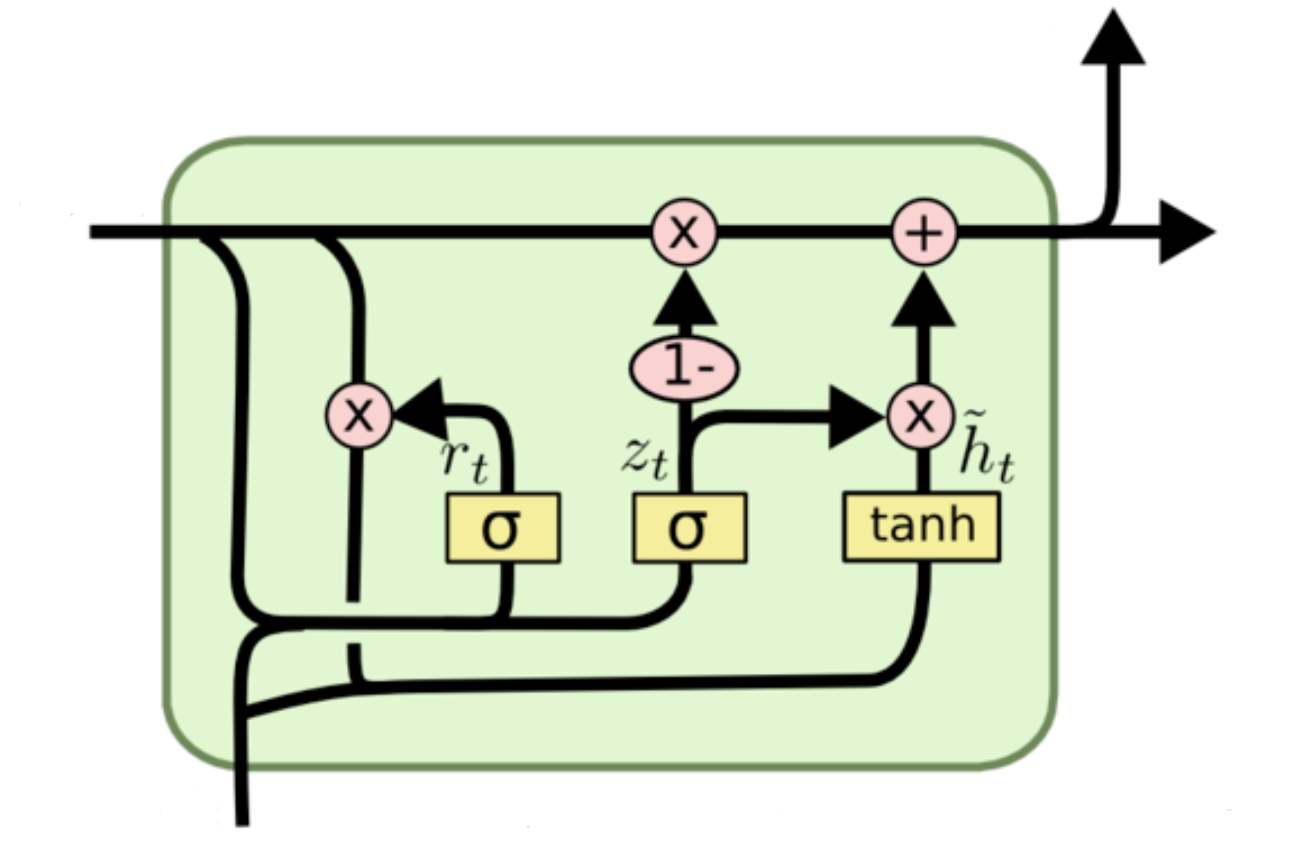 x +
1-
x x
r_t z_t h̃_t
σ σ tanh